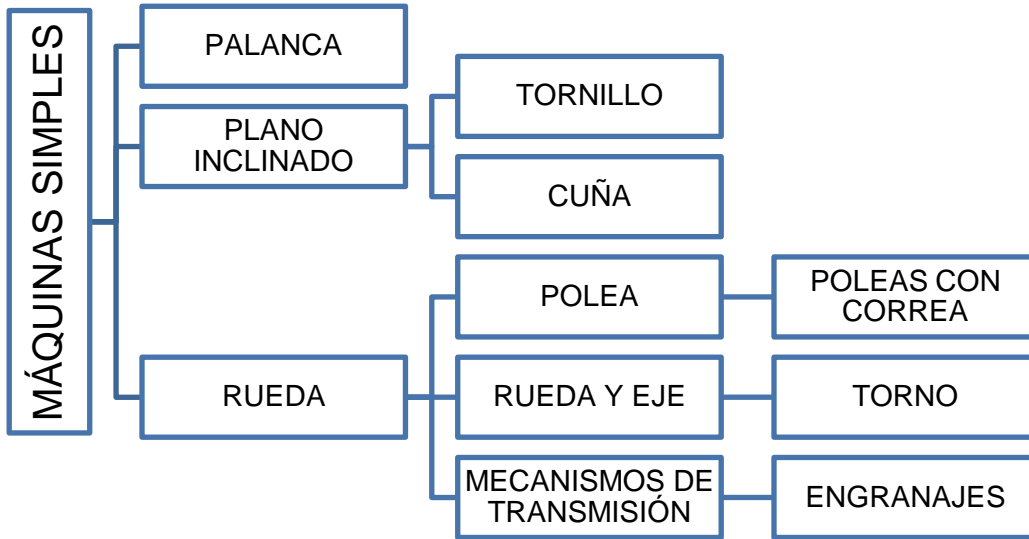 MÁQUINAS SIMPLES
PALANCA
PLANO
INCLINADO
TORNILLO
CUÑA
RUEDA
POLEA
POLEAS CON
CORREA
RUEDA Y EJE
TORNO
MECANISMOS DE
TRANSMISIÓN
ENGRANAJES